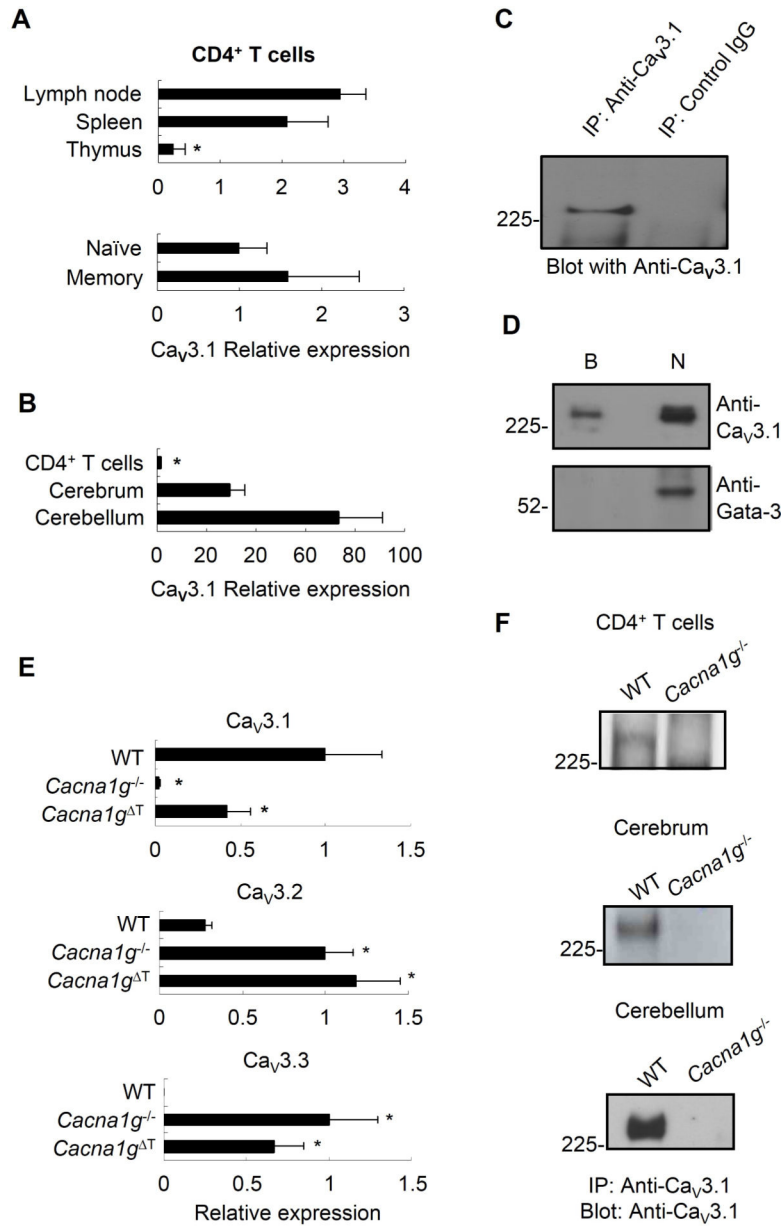 A
CD4⁺ T cells
Lymph node
Spleen
Thymus
*
0 1 2 3 4
Naïve
Memory
0 1 2 3
Caᵥ3.1 Relative expression
B
CD4⁺ T cells
*
Cerebrum
Cerebellum
0 20 40 60 80 100
Caᵥ3.1 Relative expression
C
IP: Anti-Caᵥ3.1
IP: Control IgG
225-
Blot with Anti-Caᵥ3.1
D
B N
225-
Anti-
Caᵥ3.1
52-
Anti-
Gata-3
E
Caᵥ3.1
WT
Cacna1g⁻/⁻ *
Cacna1gΔT *
0 0.5 1 1.5
Caᵥ3.2
WT
Cacna1g⁻/⁻ *
Cacna1gΔT *
0 0.5 1 1.5
Caᵥ3.3
WT
Cacna1g⁻/⁻ *
Cacna1gΔT *
0 0.5 1 1.5
Relative expression
F
CD4⁺ T cells
WT Cacna1g⁻/⁻
225-
Cerebrum
WT Cacna1g⁻/⁻
225-
Cerebellum
WT Cacna1g⁻/⁻
225-
IP: Anti-Caᵥ3.1
Blot: Anti-Caᵥ3.1